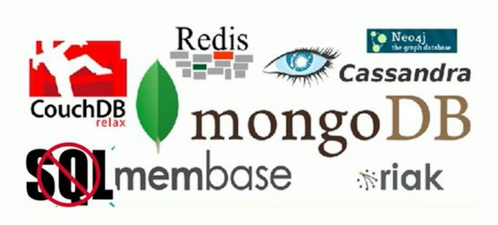 Redis
Neo4j
the graph database
Cassandra
CouchDB
relax
mongoDB
SQL
membase
riak